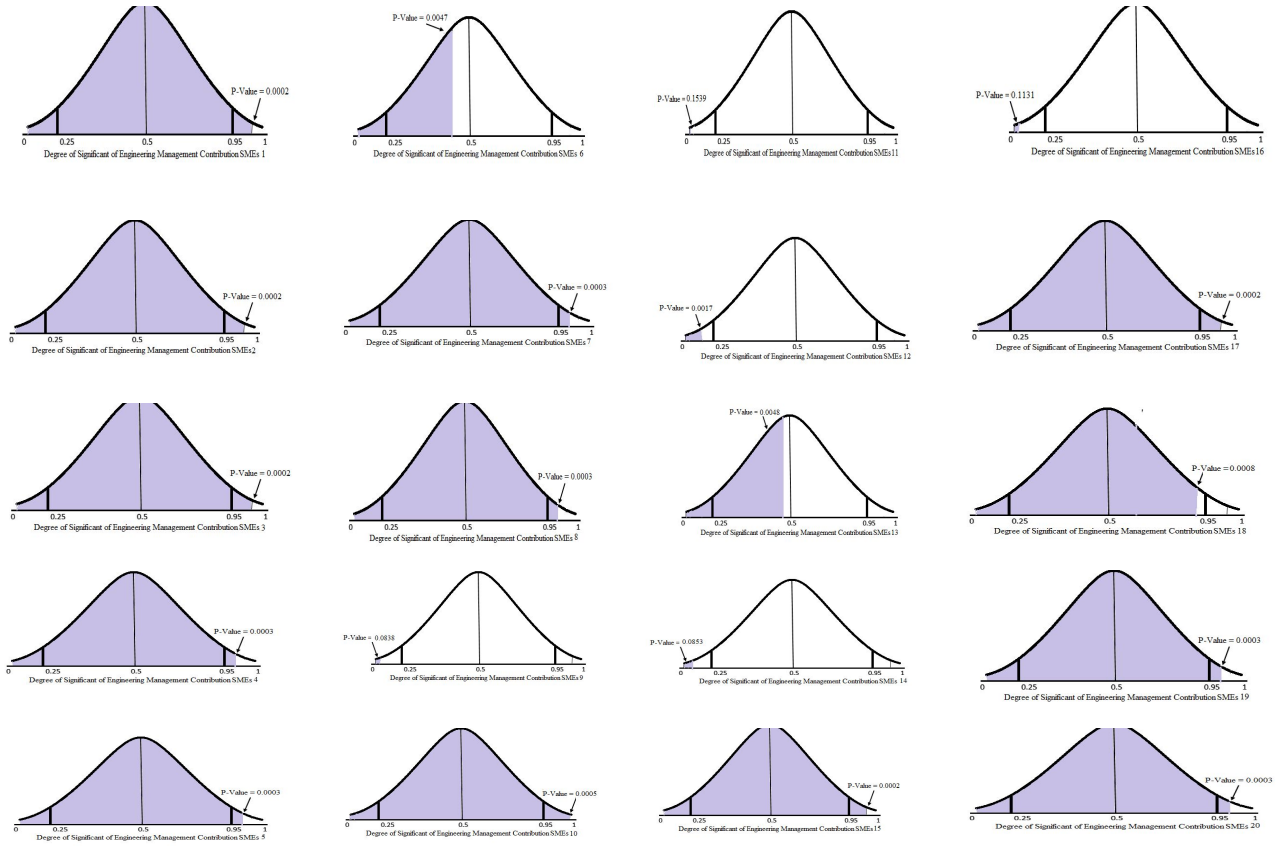 P-Value = 0.0002
0 0.25 0.5 0.95 1
Degree of Significant of Engineering Management Contribution SMEs 1
P-Value = 0.0047
0 0.25 0.5 0.95 1
Degree of Significant of Engineering Management Contribution SMEs 6
P-Value = 0.1539
0 0.25 0.5 0.95 1
Degree of Significant of Engineering Management Contribution SMEs11
P-Value = 0.1131
0 0.25 0.5 0.95 1
Degree of Significant of Engineering Management Contribution SMEs16
P-Value = 0.0002
0 0.25 0.5 0.95 1
Degree of Significant of Engineering Management Contribution SMEs2
P-Value = 0.0003
0 0.25 0.5 0.95 1
Degree of Significant of Engineering Management Contribution SMEs 7
P-Value = 0.0017
0 0.25 0.5 0.95 1
Degree of Significant of Engineering Management Contribution SMEs 12
P-Value = 0.0002
0 0.25 0.5 0.95 1
Degree of Significant of Engineering Management Contribution SMEs 17
P-Value = 0.0002
0 0.25 0.5 0.95 1
Degree of Significant of Engineering Management Contribution SMEs 3
P-Value = 0.0003
0 0.25 0.5 0.95 1
Degree of Significant of Engineering Management Contribution SMEs 8
P-Value = 0.0048
0 0.25 0.5 0.95 1
Degree of Significant of Engineering Management Contribution SMEs13
P-Value = 0.0008
0 0.25 0.5 0.95 1
Degree of Significant of Engineering Management Contribution SMEs 18
P-Value = 0.0003
0 0.25 0.5 0.95 1
Degree of Significant of Engineering Management Contribution SMEs 4
P-Value = 0.0838
0 0.25 0.5 0.95 1
Degree of Significant of Engineering Management Contribution SMEs 9
P-Value = 0.0853
0 0.25 0.5 0.95 1
Degree of Significant of Engineering Management Contribution SMEs 14
P-Value = 0.0003
0 0.25 0.5 0.95 1
Degree of Significant of Engineering Management Contribution SMEs 19
P-Value = 0.0003
0 0.25 0.5 0.95 1
Degree of Significant of Engineering Management Contribution SMEs 5
P-Value = 0.0005
0 0.25 0.5 0.95 1
Degree of Significant of Engineering Management Contribution SMEs10
P-Value = 0.0002
0 0.25 0.5 0.95 1
Degree of Significant of Engineering Management Contribution SMEs15
P-Value = 0.0003
0 0.25 0.5 0.95 1
Degree of Significant of Engineering Management Contribution SMEs 20